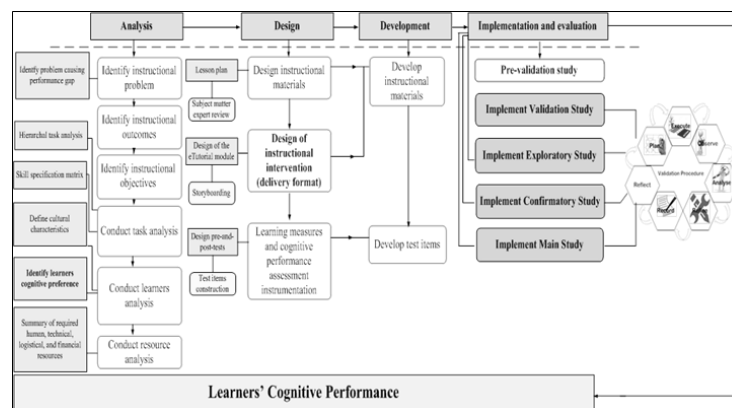 Analysis
Design
Development
Implementation and evaluation
Identify problem causing
performance gap
Identify instructional
problem
Identify instructional
outcomes
Hierarchal task analysis
Identify instructional
objectives
Skill specification matrix
Conduct task analysis
Define cultural
characteristics
Identify learners
cognitive preference
Conduct learners
analysis
Summary of required
human, technical,
logistical, and financial
resources
Conduct resource
analysis
Lesson plan
Design instructional
materials
Subject matter
expert review
Design of the
eTutorial module
Design of
instructional
intervention
(delivery format)
Storyboarding
Design pre-and-
post-tests
Learning measures
and cognitive
performance
assessment
instrumentation
Test items
construction
Develop
instructional
materials
Develop test items
Pre-validation study
Implement Validation Study
Implement Exploratory Study
Implement Confirmatory Study
Implement Main Study
Execute
Plan
Observe
Validation Procedure
Reflect
Analyse
Record
Learners' Cognitive Performance